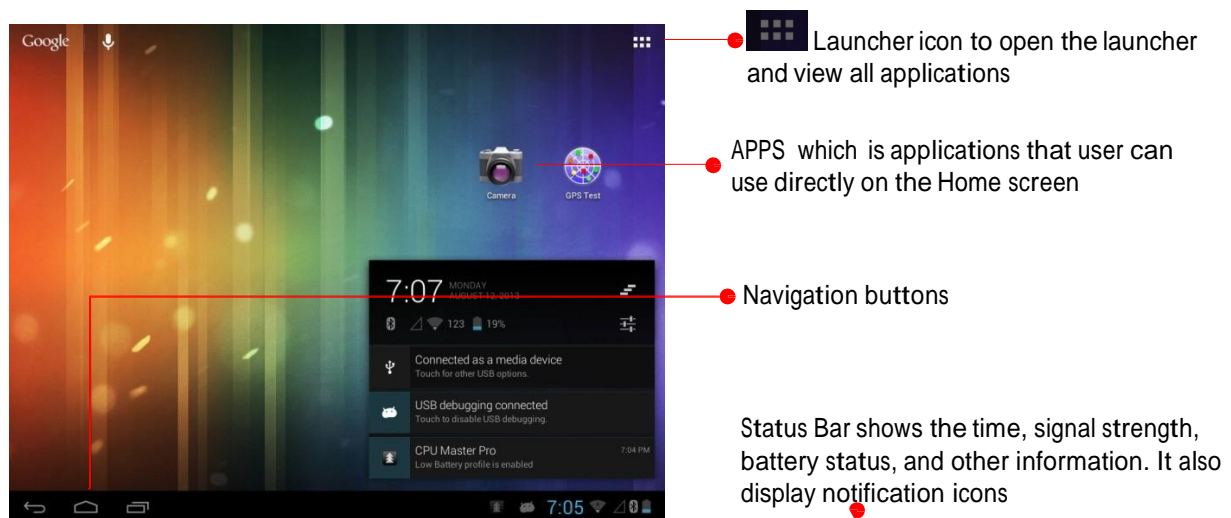 Google
Launcher icon to open the launcher
and view all applications
APPS which is applications that user can
use directly on the Home screen
Camera
GPS Test
7:07 MONDAY
AUGUST 12, 2013
123 19%
Navigation buttons
Connected as a media device
Touch for other USB options.
USB debugging connected
Touch to disable USB debugging.
CPU Master Pro 7:04 PM
Low Battery profile is enabled
Status Bar shows the time, signal strength,
battery status, and other information. It also
display notification icons
7:05